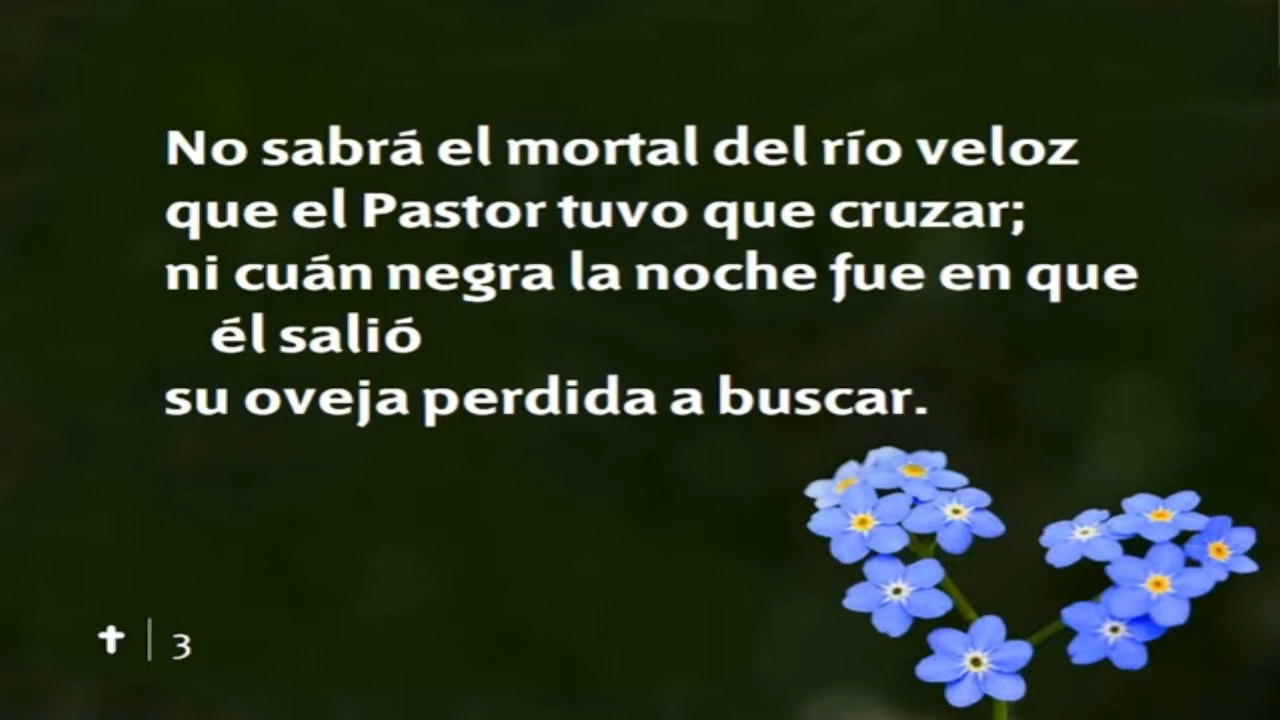 No sabrá el mortal del río veloz
que el Pastor tuvo que cruzar;
ni cuán negra la noche fue en que
él salió
su oveja perdida a buscar.
3